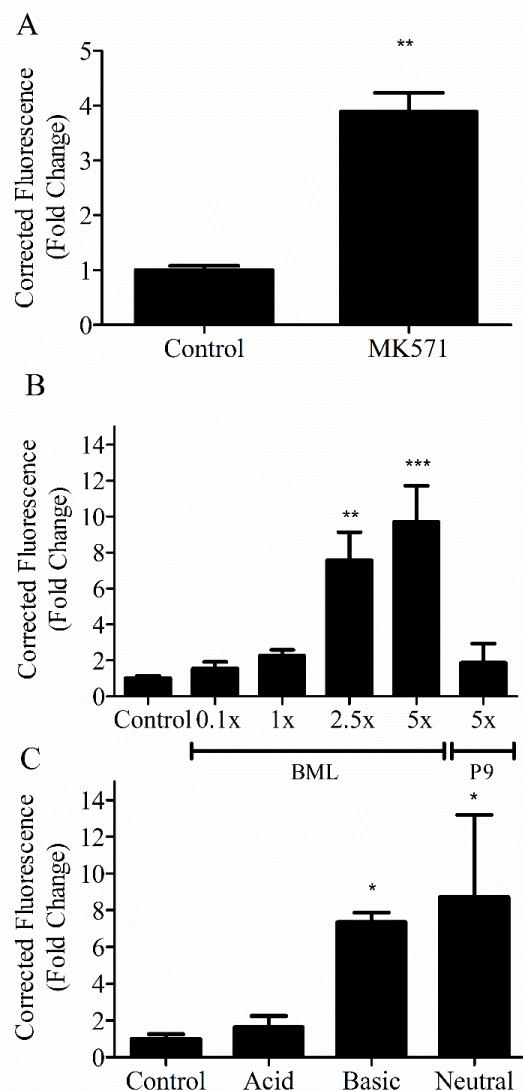 A
Corrected Fluorescence
(Fold Change)
5
4
3
2
1
0
**
Control
MK571
B
Corrected Fluorescence
(Fold Change)
14
12
10
8
6
4
2
0
**
***
Control 0.1x 1x 2.5x 5x 5x
BML
P9
C
Corrected Fluorescence
(Fold Change)
14
12
10
8
6
4
2
0
*
*
Control Acid Basic Neutral